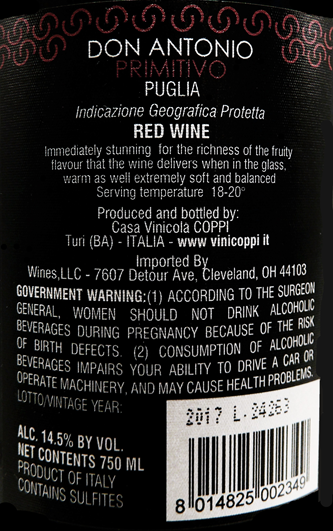 DON ANTONIO
PRIMITIVO
PUGLIA
Indicazione Geografica Protetta
RED WINE
Immediately stunning for the richness of the fruity
flavour that the wine delivers when in the glass,
warm as well extremely soft and balanced
Serving temperature 18-20°
Produced and bottled by:
Casa Vinicola COPPI
Turi (BA) - ITALIA - www vinicoppi it
Imported By
Wines,LLC - 7607 Detour Ave, Cleveland, OH 44103
GOVERNMENT WARNING:(1) ACCORDING TO THE SURGEON
GENERAL, WOMEN SHOULD NOT DRINK ALCOHOLIC
BEVERAGES DURING PREGNANCY BECAUSE OF THE RISK
OF BIRTH DEFECTS. (2) CONSUMPTION OF ALCOHOLIC
BEVERAGES IMPAIRS YOUR ABILITY TO DRIVE A CAR OR
OPERATE MACHINERY, AND MAY CAUSE HEALTH PROBLEMS.
LOTTO/VINTAGE YEAR:
2017 L.24263
ALC. 14.5% BY VOL.
NET CONTENTS 750 ML
PRODUCT OF ITALY
CONTAINS SULFITES
8 014825 002349